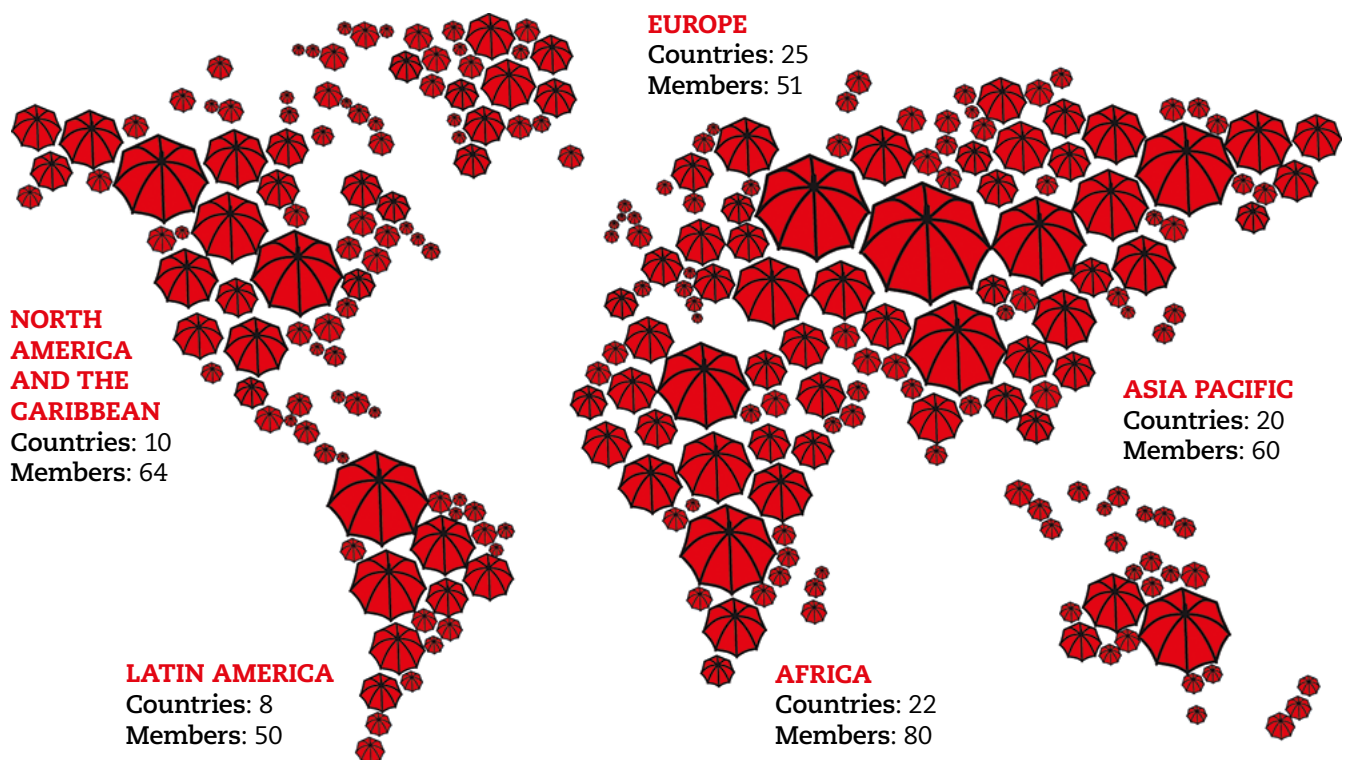 EUROPE
Countries: 25
Members: 51
NORTH
AMERICA
AND THE
CARIBBEAN
Countries: 10
Members: 64
ASIA PACIFIC
Countries: 20
Members: 60
LATIN AMERICA
Countries: 8
Members: 50
AFRICA
Countries: 22
Members: 80